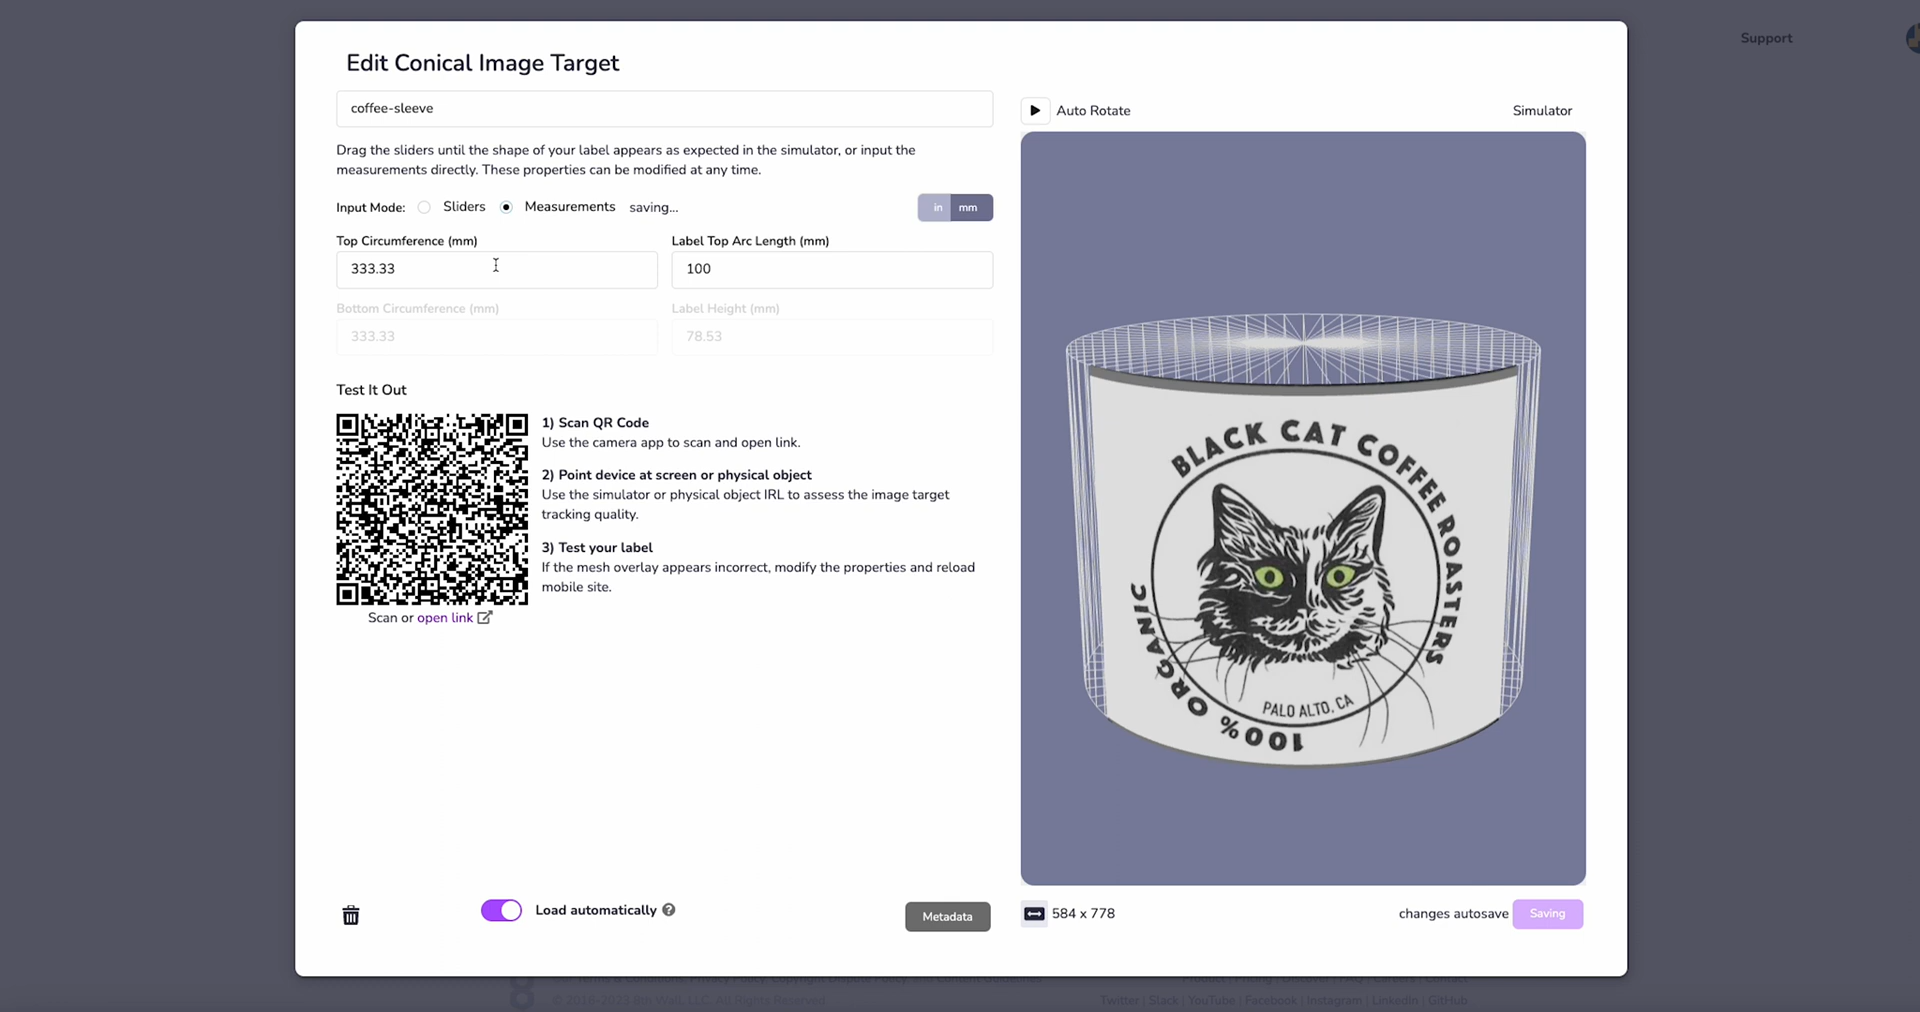 Support
Edit Conical Image Target
coffee-sleeve
Auto Rotate
Simulator
Drag the sliders until the shape of your label appears as expected in the simulator, or input the
measurements directly. These properties can be modified at any time.
Input Mode: Sliders Measurements saving...
in mm
Top Circumference (mm)
333.33
Label Top Arc Length (mm)
100
Bottom Circumference (mm)
333.33
Label Height (mm)
78.53
Test It Out
1) Scan QR Code
Use the camera app to scan and open link.
2) Point device at screen or physical object
Use the simulator or physical object IRL to assess the image target
tracking quality.
3) Test your label
If the mesh overlay appears incorrect, modify the properties and reload
mobile site.
Scan or open link
BLACK CAT COFFEE ROASTERS
100% ORGANIC
PALO ALTO, CA
Load automatically
Metadata
584 x 778
changes autosave
Saving
Twitter | Slack | YouTube | Facebook | Instagram | LinkedIn | GitHub